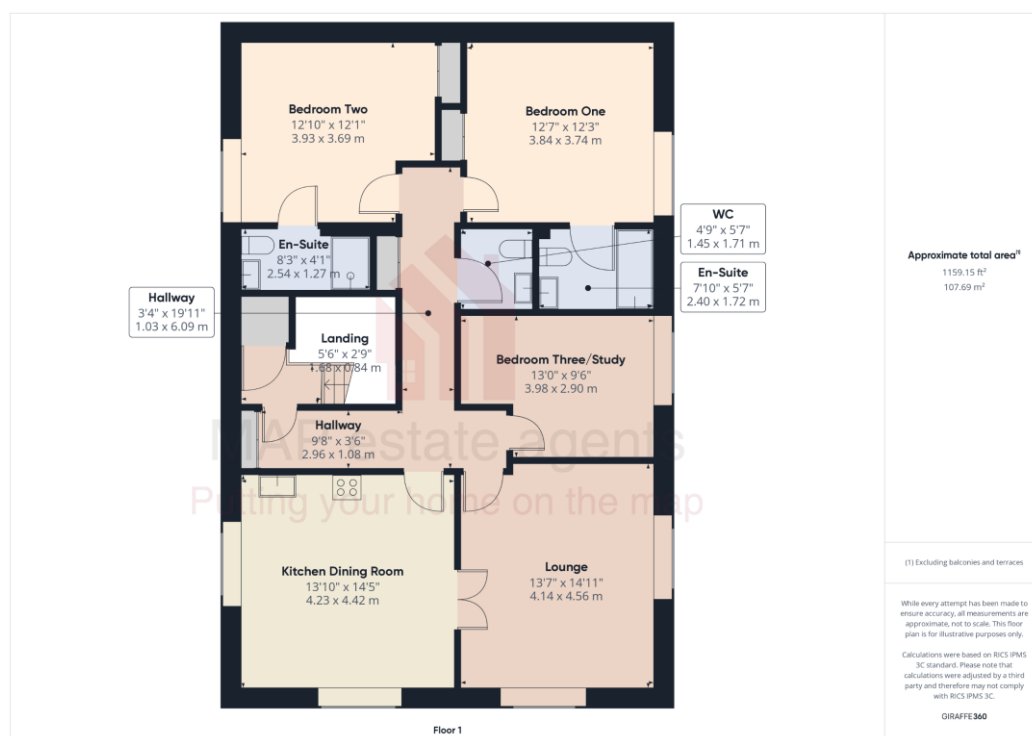 Bedroom Two
12'10" x 12'1"
3.93 x 3.69 m
Bedroom One
12'7" x 12'3"
3.84 x 3.74 m
WC
4'9" x 5'7"
1.45 x 1.71 m
En-Suite
8'3" x 4'1"
2.54 x 1.27 m
En-Suite
7'10" x 5'7"
2.40 x 1.72 m
Hallway
3'4" x 19'11"
1.03 x 6.09 m
Landing
5'6" x 2'9"
1.68 x 0.84 m
Bedroom Three/Study
13'0" x 9'6"
3.98 x 2.90 m
Hallway
9'8" x 3'6"
2.96 x 1.08 m
MAP estate agents
Putting your home on the map
Kitchen Dining Room
13'10" x 14'5"
4.23 x 4.42 m
Lounge
13'7" x 14'11"
4.14 x 4.56 m
Floor 1
Approximate total area(1)
1159.15 ft²
107.69 m²
(1) Excluding balconies and terraces
While every attempt has been made to
ensure accuracy, all measurements are
approximate, not to scale. This floor
plan is for illustrative purposes only.
Calculations were based on RICS IPMS
3C standard. Please note that
calculations were adjusted by a third
party and therefore may not comply
with RICS IPMS 3C.
GIRAFFE360